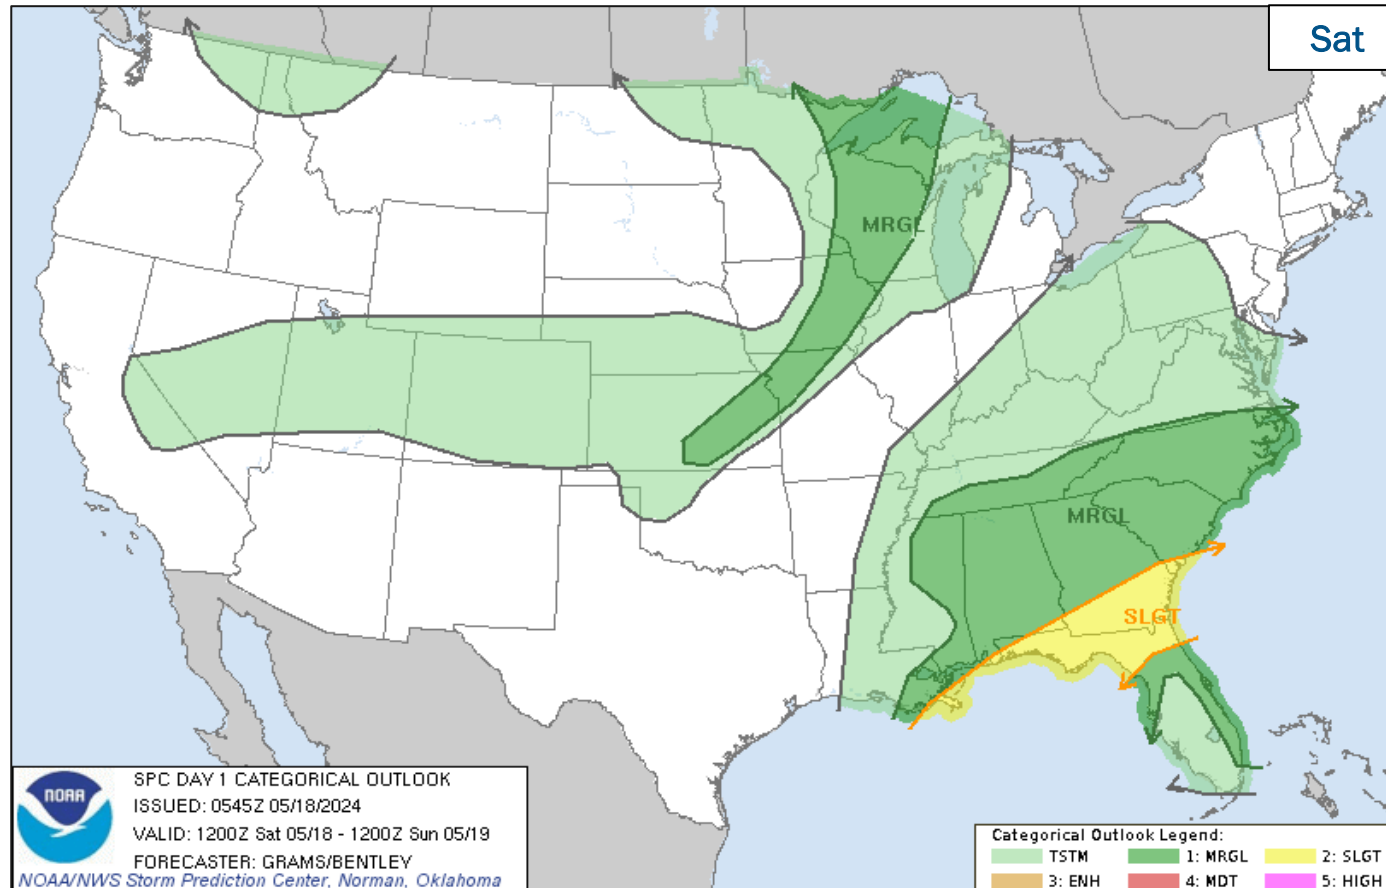 Sat
MRGL
MRGL
SLGT
NOAA
SPC DAY 1 CATEGORICAL OUTLOOK
ISSUED: 0545Z 05/18/2024
VALID: 1200Z Sat 05/18 - 1200Z Sun 05/19
FORECASTER: GRAMS/BENTLEY
NOAA/NWS Storm Prediction Center, Norman, Oklahoma
Categorical Outlook Legend:
TSTM 1: MRGL 2: SLGT
3: ENH 4: MDT 5: HIGH